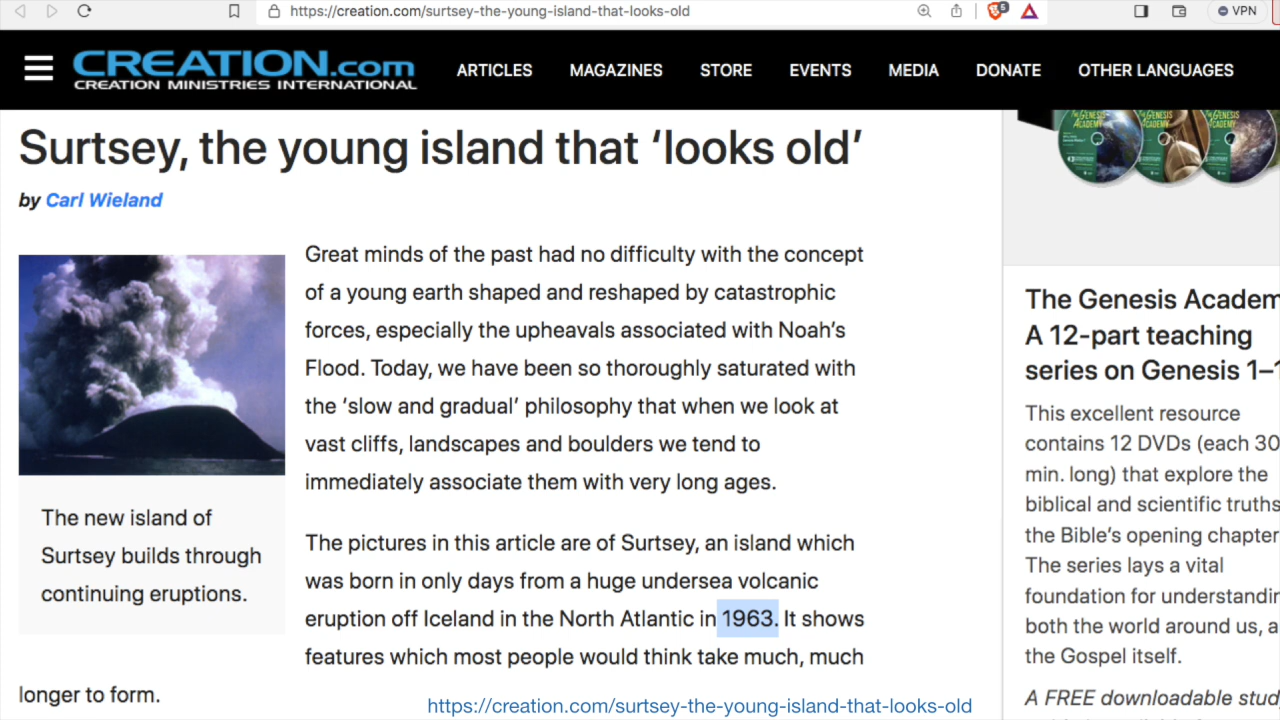 https://creation.com/surtsey-the-young-island-that-looks-old
5
VPN
CREATION.com
CREATION MINISTRIES INTERNATIONAL
ARTICLES
MAGAZINES
STORE
EVENTS
MEDIA
DONATE
OTHER LANGUAGES
Surtsey, the young island that ‘looks old’
by Carl Wieland
Great minds of the past had no difficulty with the concept
of a young earth shaped and reshaped by catastrophic
forces, especially the upheavals associated with Noah’s
Flood. Today, we have been so thoroughly saturated with
the ‘slow and gradual’ philosophy that when we look at
vast cliffs, landscapes and boulders we tend to
immediately associate them with very long ages.
The new island of
Surtsey builds through
continuing eruptions.
The pictures in this article are of Surtsey, an island which
was born in only days from a huge undersea volcanic
eruption off Iceland in the North Atlantic in 1963. It shows
features which most people would think take much, much
longer to form.
The Genesis Academ
A 12-part teaching
series on Genesis 1–1
This excellent resource
contains 12 DVDs (each 30
min. long) that explore the
biblical and scientific truths
the Bible’s opening chapter
The series lays a vital
foundation for understandin
both the world around us, a
the Gospel itself.
A FREE downloadable stud
https://creation.com/surtsey-the-young-island-that-looks-old